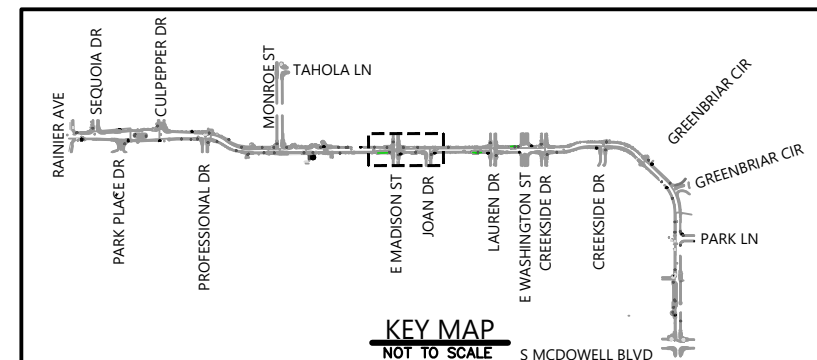 RAINIER AVE
SEQUOIA DR
PARK PLACE DR
CULPEPPER DR
PROFESSIONAL DR
MONROE ST
TAHOLA LN
E MADISON ST
JOAN DR
LAUREN DR
E WASHINGTON ST
CREEKSIDE DR
CREEKSIDE DR
GREENBRIAR CIR
GREENBRIAR CIR
PARK LN
S MCDOWELL BLVD
KEY MAP
NOT TO SCALE